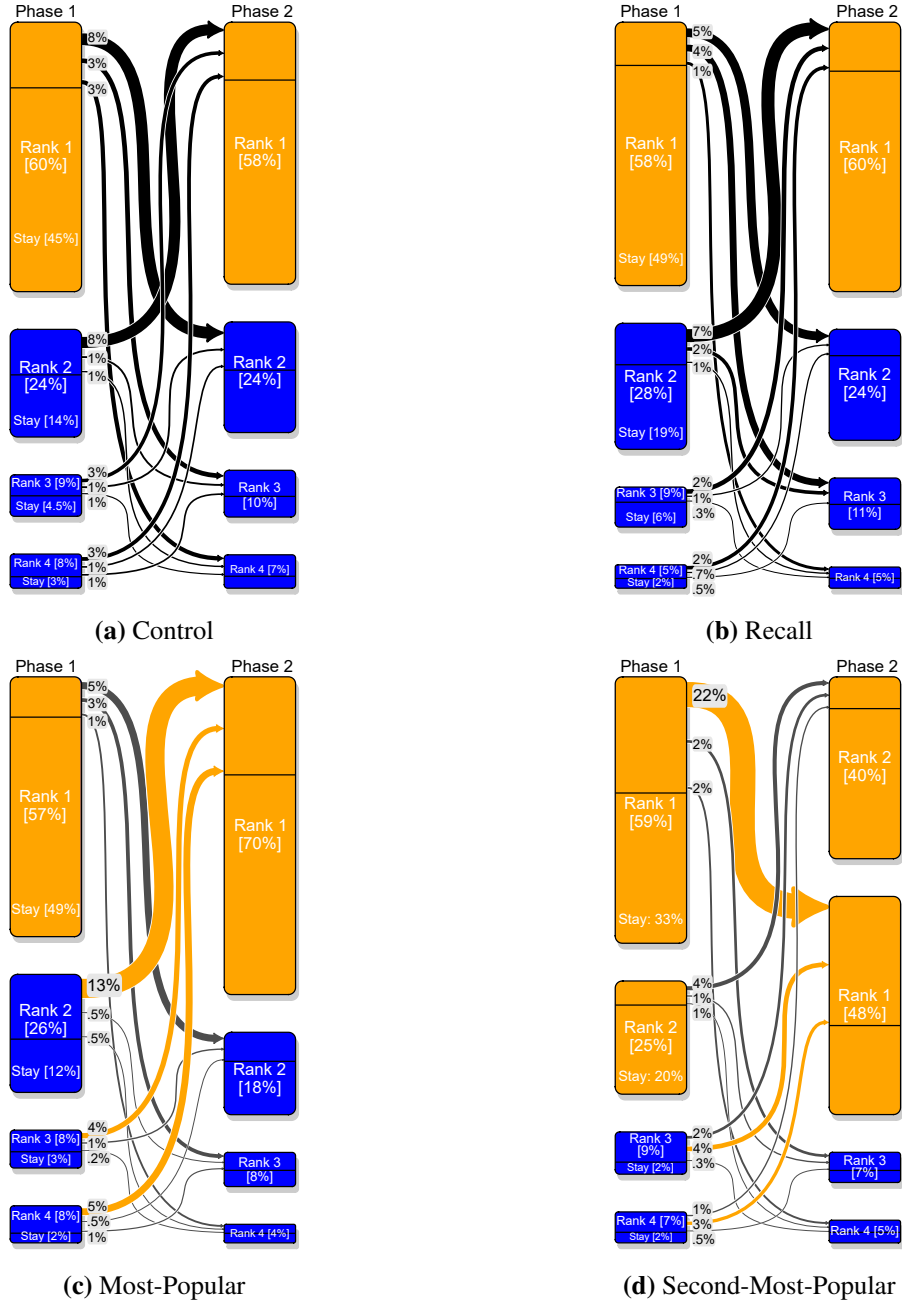 Phase 1
Phase 2
8%
3%
3%
Rank 1
[60%]
Stay [45%]
Rank 1
[58%]
8%
1%
1%
Rank 2
[24%]
Stay [14%]
Rank 2
[24%]
3%
1%
1%
Rank 3 [9%]
Stay [4.5%]
Rank 3
[10%]
3%
1%
1%
Rank 4 [8%]
Stay [3%]
Rank 4 [7%]
(a) Control
Phase 1
Phase 2
5%
4%
1%
Rank 1
[58%]
Stay [49%]
Rank 1
[60%]
7%
2%
1%
Rank 2
[28%]
Stay [19%]
Rank 2
[24%]
2%
1%
.3%
Rank 3 [9%]
Stay [6%]
Rank 3
[11%]
2%
.7%
.5%
Rank 4 [5%]
Stay [2%]
Rank 4 [5%]
(b) Recall
Phase 1
Phase 2
5%
3%
1%
Rank 1
[57%]
Stay [49%]
Rank 1
[70%]
13%
.5%
.5%
Rank 2
[26%]
Stay [12%]
Rank 2
[18%]
4%
1%
.2%
Rank 3 [8%]
Stay [3%]
Rank 3
[8%]
5%
.5%
1%
Rank 4 [8%]
Stay [2%]
Rank 4 [4%]
(c) Most-Popular
Phase 1
Phase 2
22%
2%
2%
Rank 1
[59%]
Stay: 33%
Rank 2
[40%]
4%
1%
1%
Rank 2
[25%]
Stay: 20%
Rank 1
[48%]
2%
4%
.3%
Rank 3
[9%]
Stay [2%]
Rank 3
[7%]
1%
3%
.5%
Rank 4 [7%]
Stay [2%]
Rank 4 [5%]
(d) Second-Most-Popular